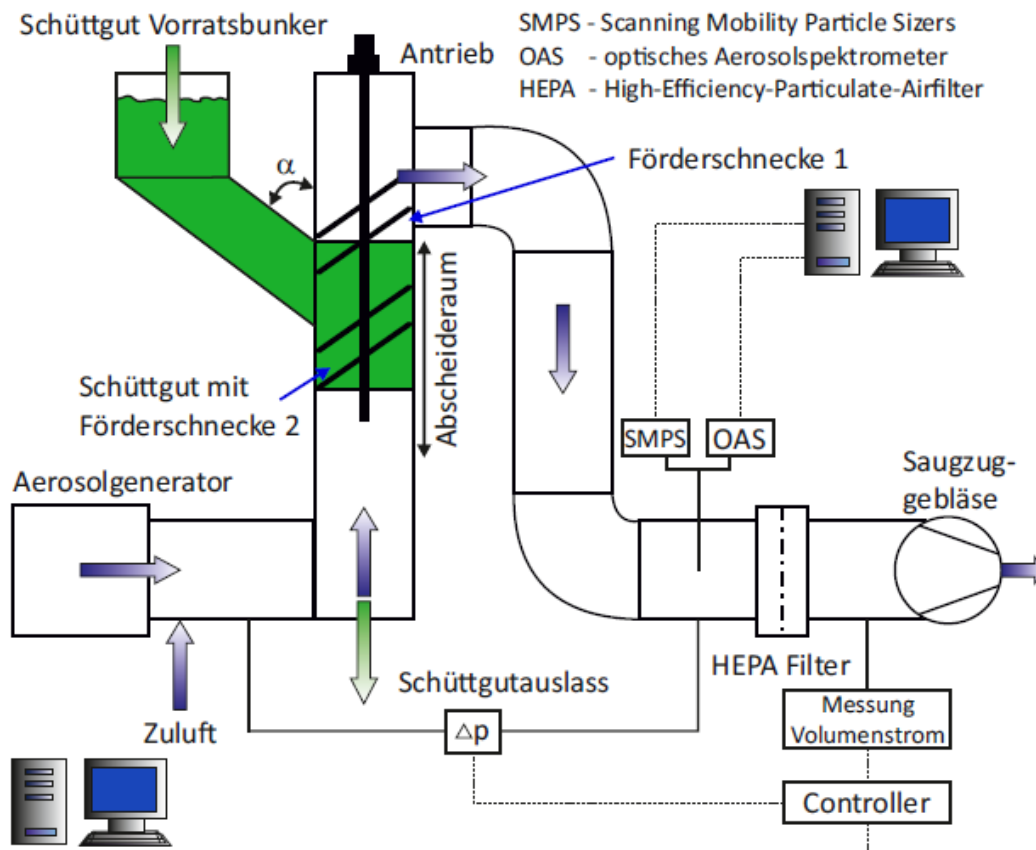 Schüttgut Vorratsbunker
SMPS - Scanning Mobility Particle Sizers
OAS - optisches Aerosolspektrometer
HEPA - High-Efficiency-Particulate-Airfilter
Antrieb
α
Förderschnecke 1
Abscheideraum
Schüttgut mit
Förderschnecke 2
SMPS
OAS
Saugzug-
gebläse
Aerosolgenerator
HEPA Filter
Schüttgutauslass
Zuluft
Δp
Messung
Volumenstrom
Controller